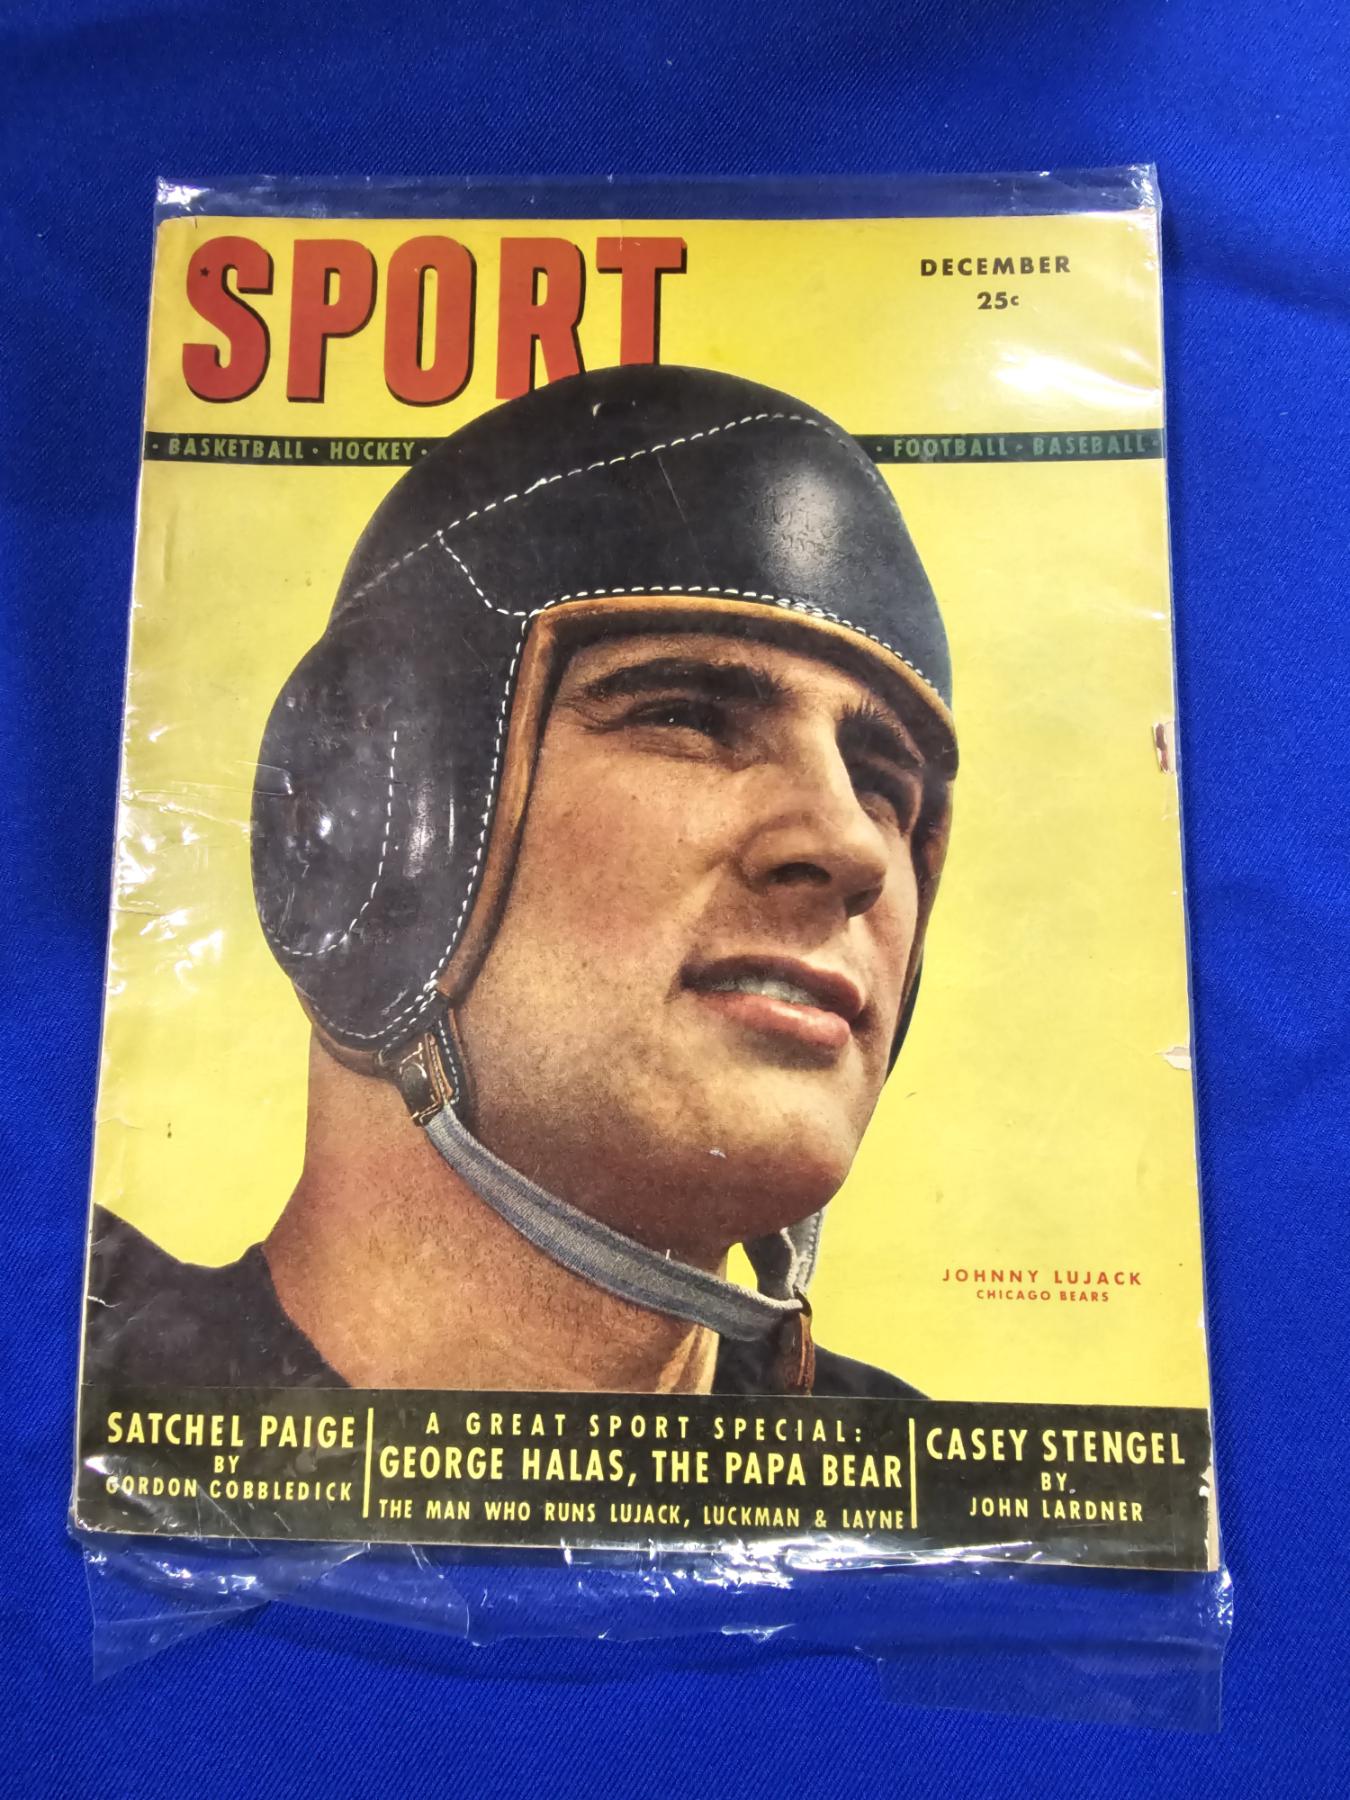 SPORT
DECEMBER
25c
· BASKETBALL · HOCKEY · · FOOTBALL · BASEBALL ·
JOHNNY LUJACK
CHICAGO BEARS
SATCHEL PAIGE
BY
GORDON COBBLEDICK
A GREAT SPORT SPECIAL:
GEORGE HALAS, THE PAPA BEAR
THE MAN WHO RUNS LUJACK, LUCKMAN & LAYNE
CASEY STENGEL
BY
JOHN LARDNER